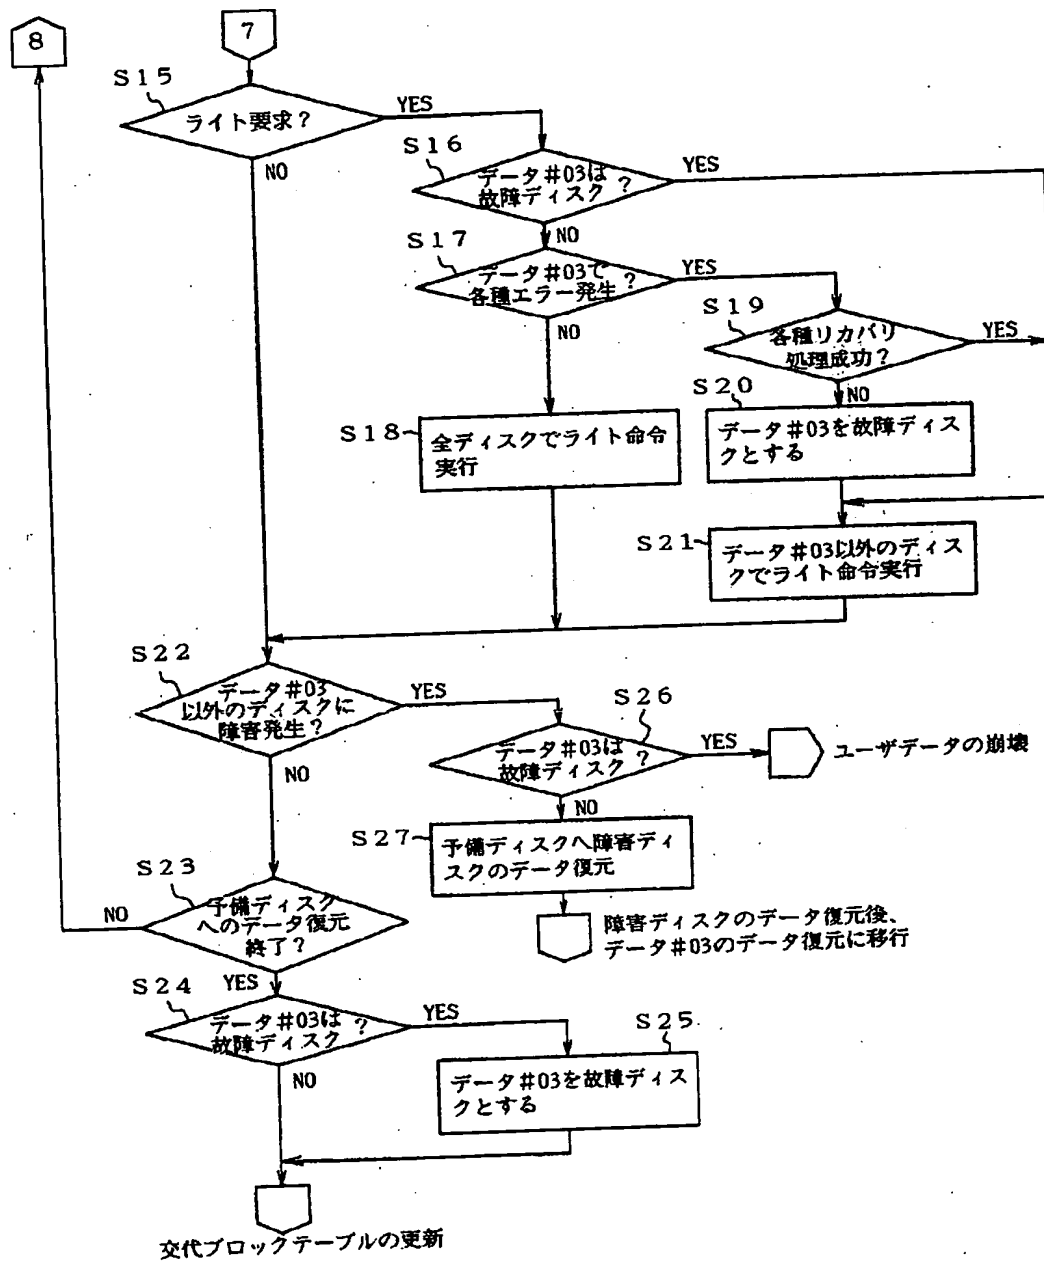 8
7
S15
ライト要求?
YES
NO
S16
データ#03は
故障ディスク?
YES
NO
S17
データ#03で
各種エラー発生?
YES
NO
S19
各種リカバリ
処理成功?
YES
NO
S18
全ディスクでライト命令
実行
S20
データ#03を故障ディス
クとする
S21
データ#03以外のディス
クでライト命令実行
S22
データ#03
以外のディスクに
障害発生?
YES
NO
S26
データ#03は
故障ディスク?
YES
ユーザデータの崩壊
NO
S27
予備ディスクへ障害ディ
スクのデータ復元
障害ディスクのデータ復元後、
データ#03のデータ復元に移行
S23
予備ディスク
へのデータ復元
終了?
NO
YES
S24
データ#03は
故障ディスク?
YES
NO
S25
データ#03を故障ディス
クとする
交代ブロックテーブルの更新